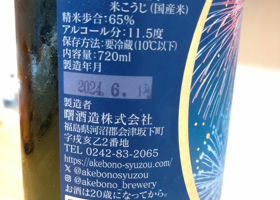 米こうじ(国産米)
精米歩合:65%
アルコール分:11.5度
保存方法:要冷蔵(10℃以下)
内容量:720ml
製造年月
2024.6.
製造者
曙酒造株式会社
福島県河沼郡会津坂下町
字戌亥乙2番地
TEL 0242-83-2065
https://akebono-syuzou.com
X @akebonosyuzou
@akebono_brewery
お酒は20歳になってから。